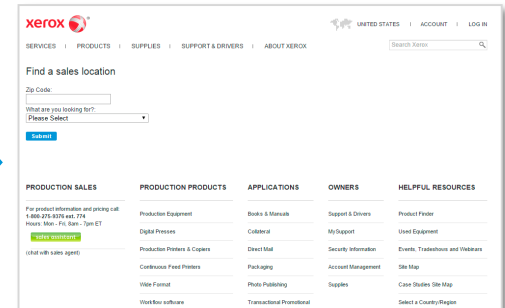 xerox
UNITED STATES | ACCOUNT | LOG IN
SERVICES | PRODUCTS | SUPPLIES | SUPPORT & DRIVERS | ABOUT XEROX
Search Xerox
Find a sales location
Zip Code:
What are you looking for?:
Please Select
Submit
PRODUCTION SALES
For product information and pricing call
1-800-275-9376 ext. 774
Hours: Mon - Fri, 8am - 7pm ET
sales assistant
(chat with sales agent)
PRODUCTION PRODUCTS
Production Equipment
Digital Presses
Production Printers & Copiers
Continuous Feed Printers
Wide Format
Workflow software
APPLICATIONS
Books & Manuals
Collateral
Direct Mail
Packaging
Photo Publishing
Transactional Promotional
OWNERS
Support & Drivers
MySupport
Security Information
Account Management
Supplies
HELPFUL RESOURCES
Product Finder
Used Equipment
Events, Tradeshows and Webinars
Site Map
Case Studies Site Map
Select a Country/Region